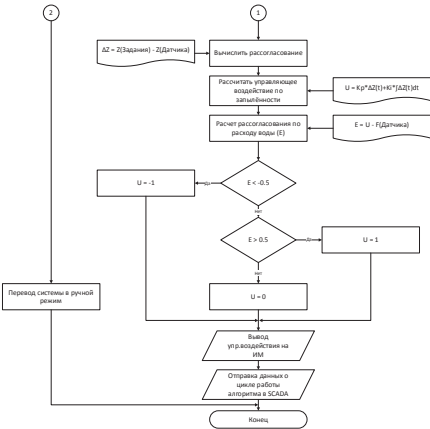 2
1
ΔZ = Z(Задания) - Z(Датчика)
Вычислить рассогласование
Рассчитать управляющее
воздействие по
запылённости
U = Kp*ΔZ(t)+Ki*∫ΔZ(t)dt
Расчет рассогласования по
расходу воды (E)
E = U - F(Датчика)
U = -1
Да
E < -0.5
Нет
E > 0.5
Да
U = 1
Нет
Перевод системы в ручной
режим
U = 0
Вывод
упр.воздействия на
ИМ
Отправка данных о
цикле работы
алгоритма в SCADA
Конец